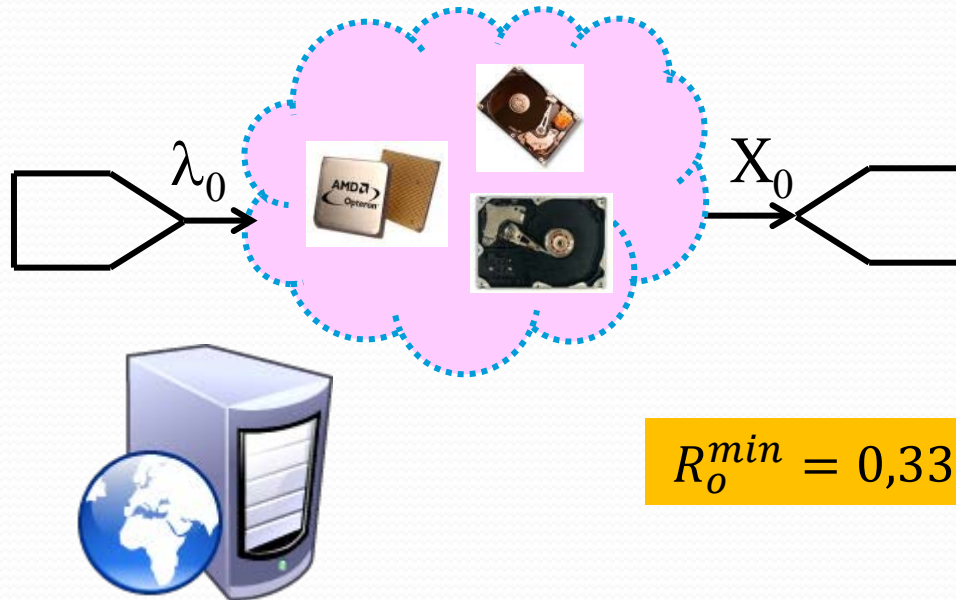 λ₀
X₀
AMD
Opteron
R_o^{min} = 0,33